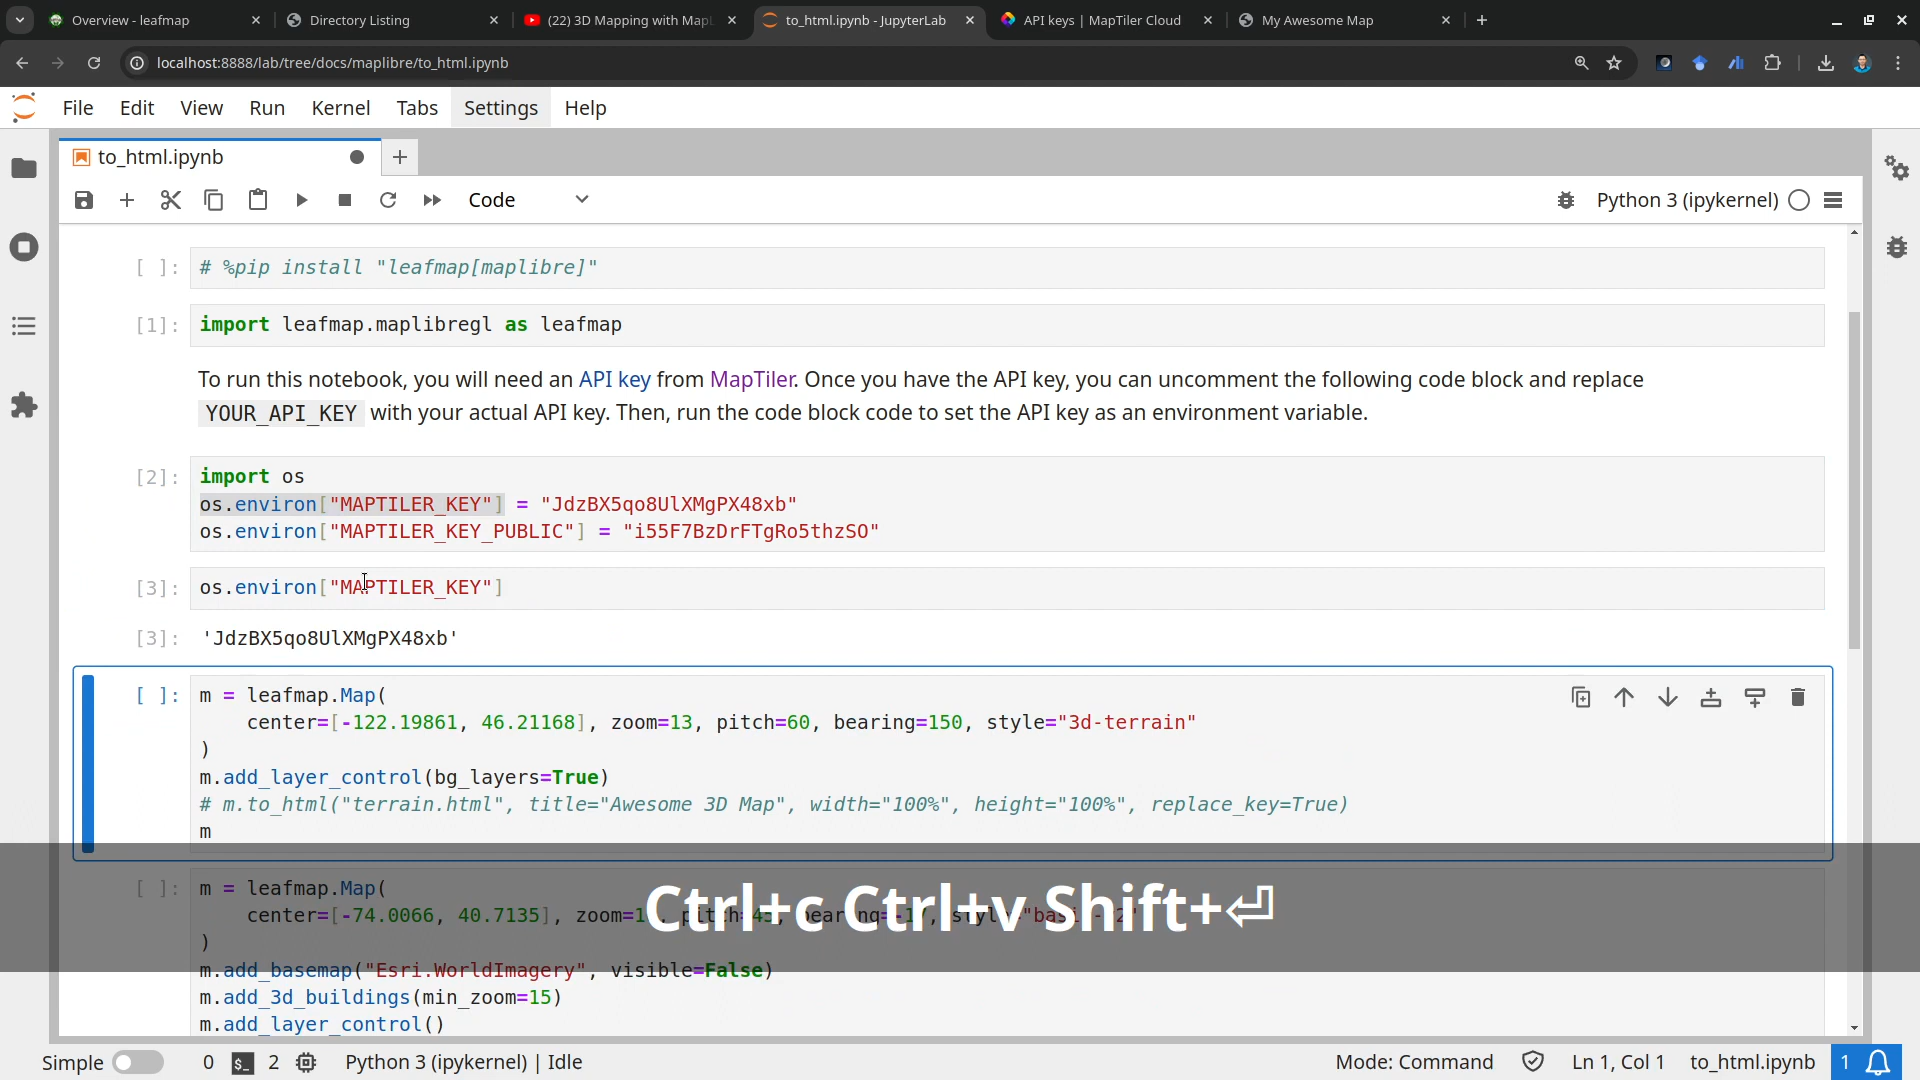 Overview - leafmap
Directory Listing
(22) 3D Mapping with MapL
to_html.ipynb - JupyterLab
API keys | MapTiler Cloud
My Awesome Map
localhost:8888/lab/tree/docs/maplibre/to_html.ipynb
File Edit View Run Kernel Tabs Settings Help
to_html.ipynb
Code
Python 3 (ipykernel)
[ ]: # %pip install "leafmap[maplibre]"
[1]: import leafmap.maplibregl as leafmap
To run this notebook, you will need an API key from MapTiler. Once you have the API key, you can uncomment the following code block and replace
YOUR_API_KEY with your actual API key. Then, run the code block code to set the API key as an environment variable.
[2]: import os
os.environ["MAPTILER_KEY"] = "JdzBX5qo8UlXMgPX48xb"
os.environ["MAPTILER_KEY_PUBLIC"] = "i55F7BzDrFTgRo5thzSO"
[3]: os.environ["MAPTILER_KEY"]
[3]: 'JdzBX5qo8UlXMgPX48xb'
[ ]: m = leafmap.Map(
center=[-122.19861, 46.21168], zoom=13, pitch=60, bearing=150, style="3d-terrain"
)
m.add_layer_control(bg_layers=True)
# m.to_html("terrain.html", title="Awesome 3D Map", width="100%", height="100%", replace_key=True)
m
[ ]: m = leafmap.Map(
Ctrl+c Ctrl+v Shift+⏎
center=[-74.0066, 40.7135],
)
m.add_basemap("Esri.WorldImagery", visible=False)
m.add_3d_buildings(min_zoom=15)
m.add_layer_control()
Simple 0 $_ 2 Python 3 (ipykernel) | Idle Mode: Command Ln 1, Col 1 to_html.ipynb 1